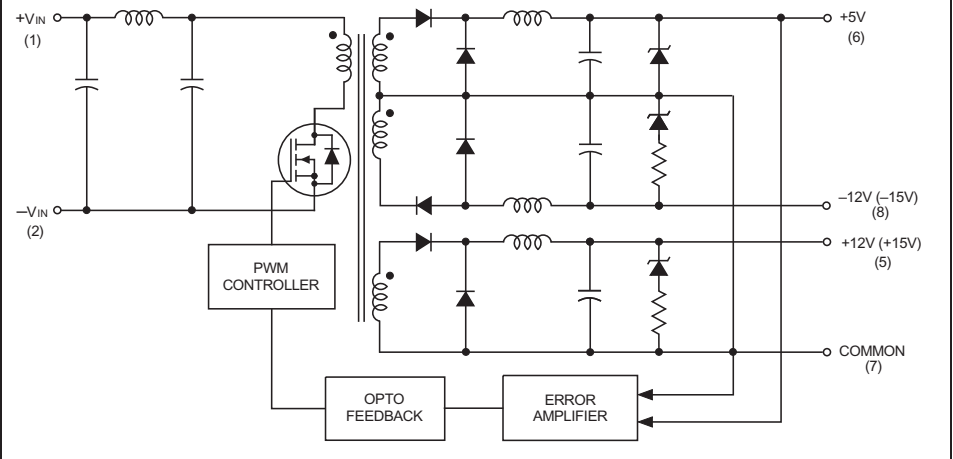 +VIN
(1)
+5V
(6)
–12V (–15V)
(8)
–VIN
(2)
+12V (+15V)
(5)
PWM
CONTROLLER
COMMON
(7)
OPTO
FEEDBACK
ERROR
AMPLIFIER